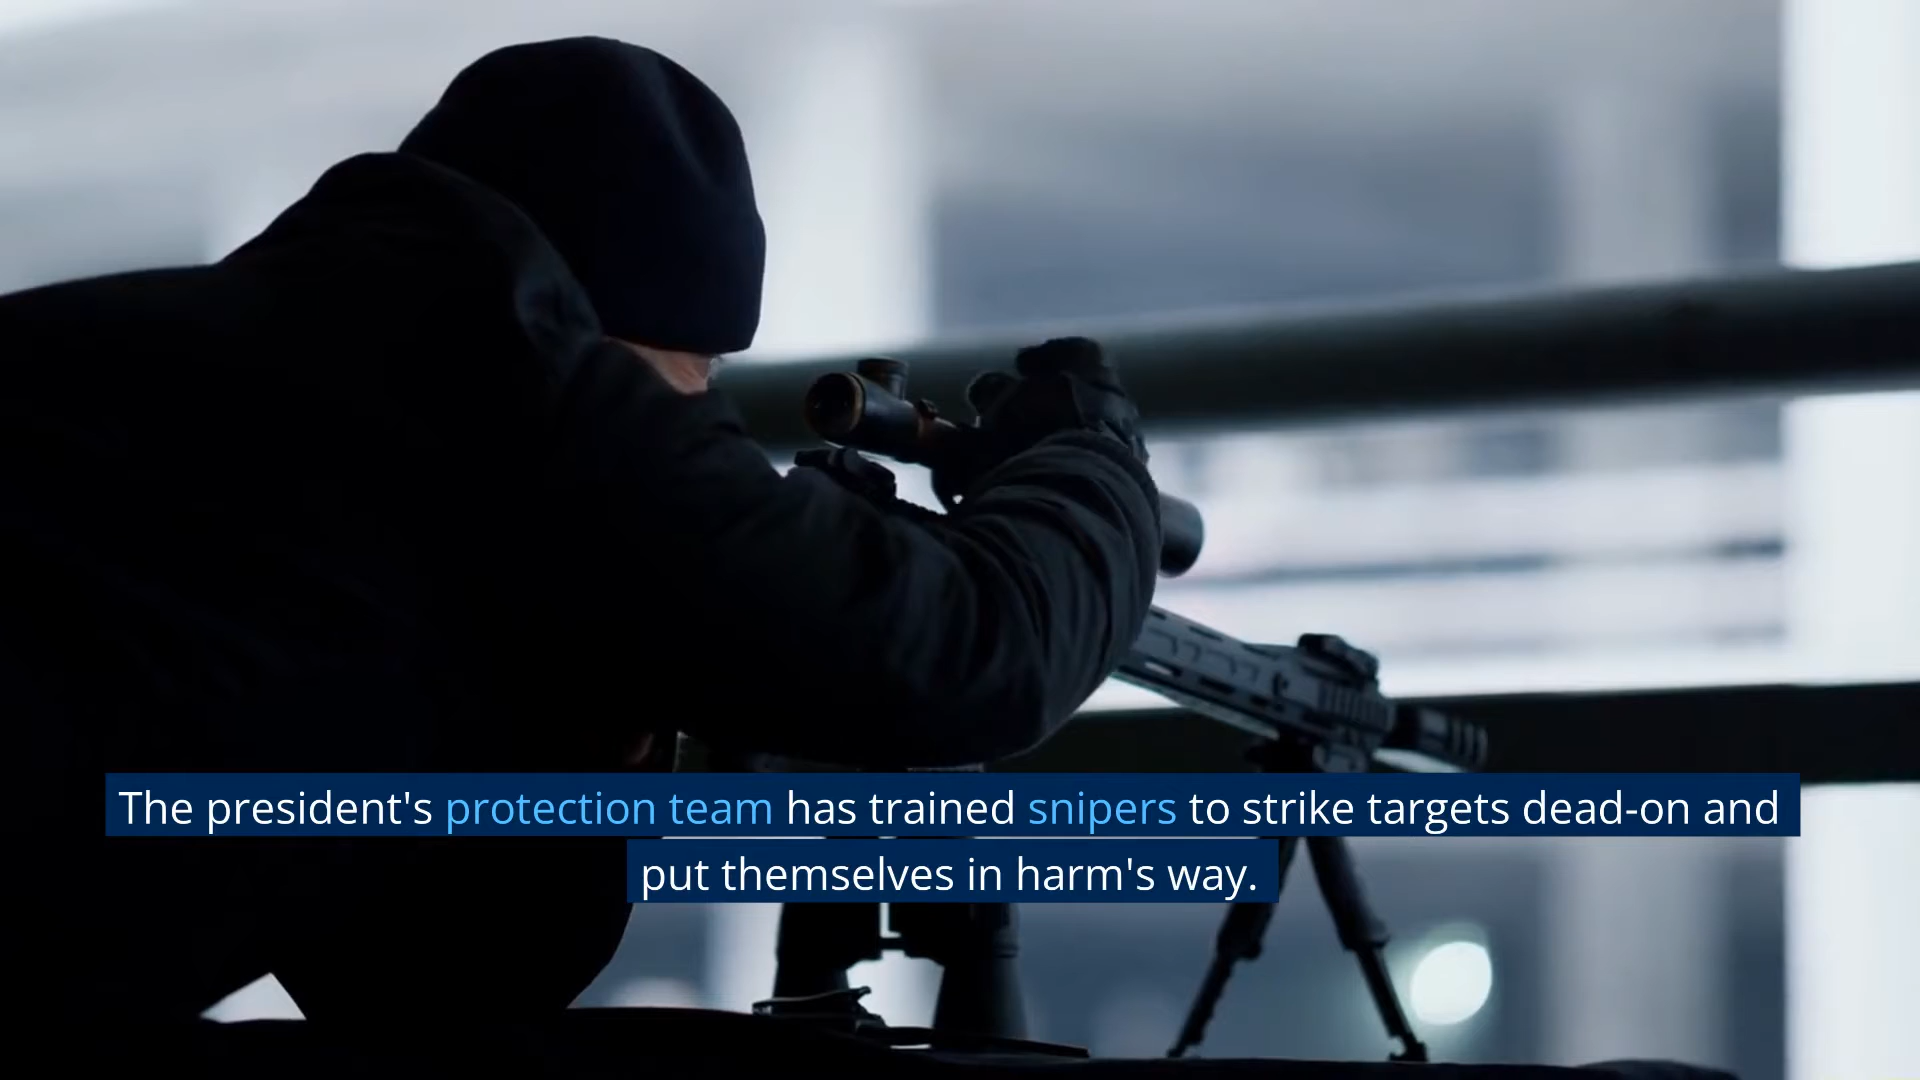 The president's protection team has trained snipers to strike targets dead-on and
put themselves in harm's way.